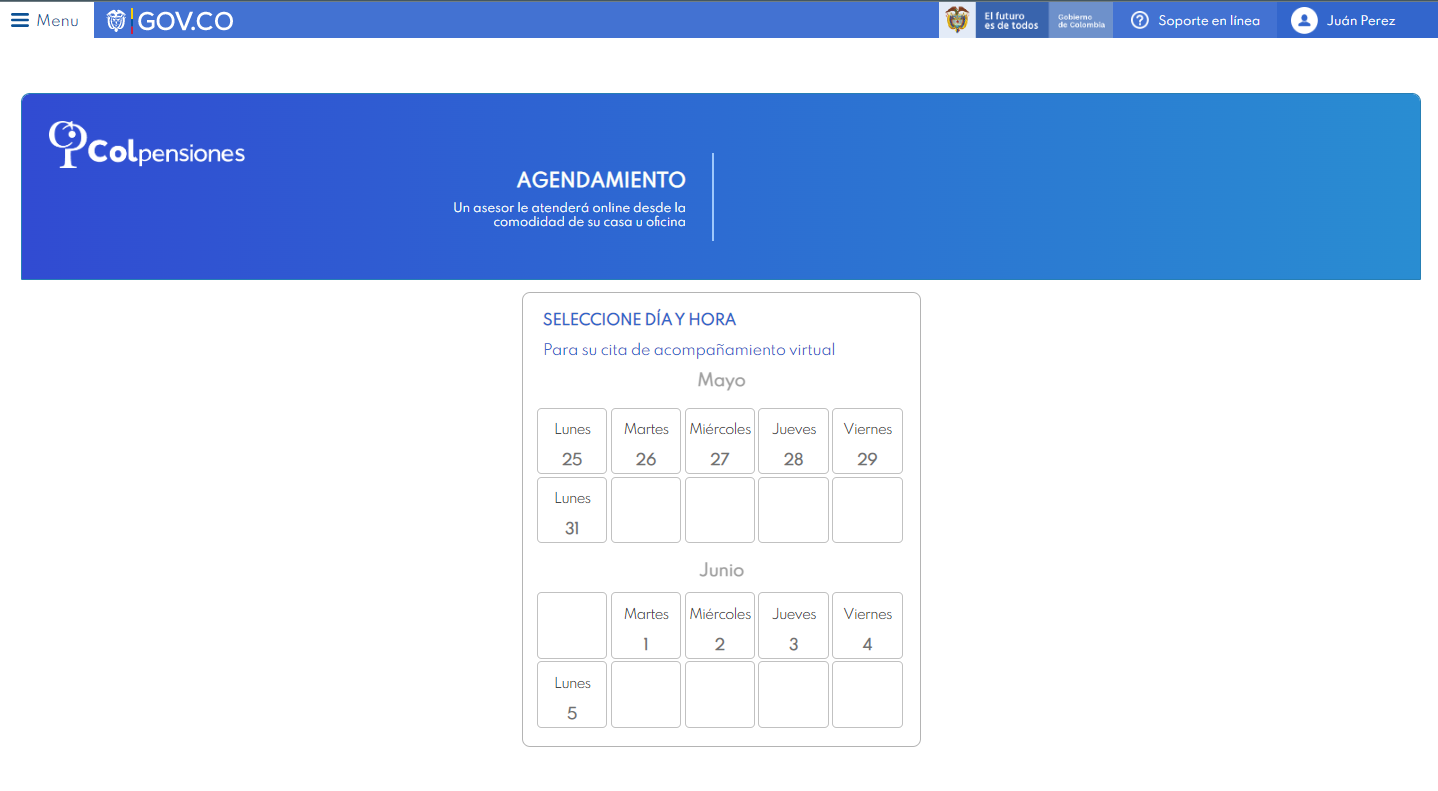 Menu
GOV.CO
El futuro
es de todos
Gobierno
de Colombia
Soporte en línea
Juán Perez
Colpensiones
AGENDAMIENTO
Un asesor le atenderá online desde la
comodidad de su casa u oficina
SELECCIONE DÍA Y HORA
Para su cita de acompañamiento virtual
Mayo
Lunes Martes Miércoles Jueves Viernes
25 26 27 28 29
Lunes
31
Junio
Martes Miércoles Jueves Viernes
1 2 3 4
Lunes
5